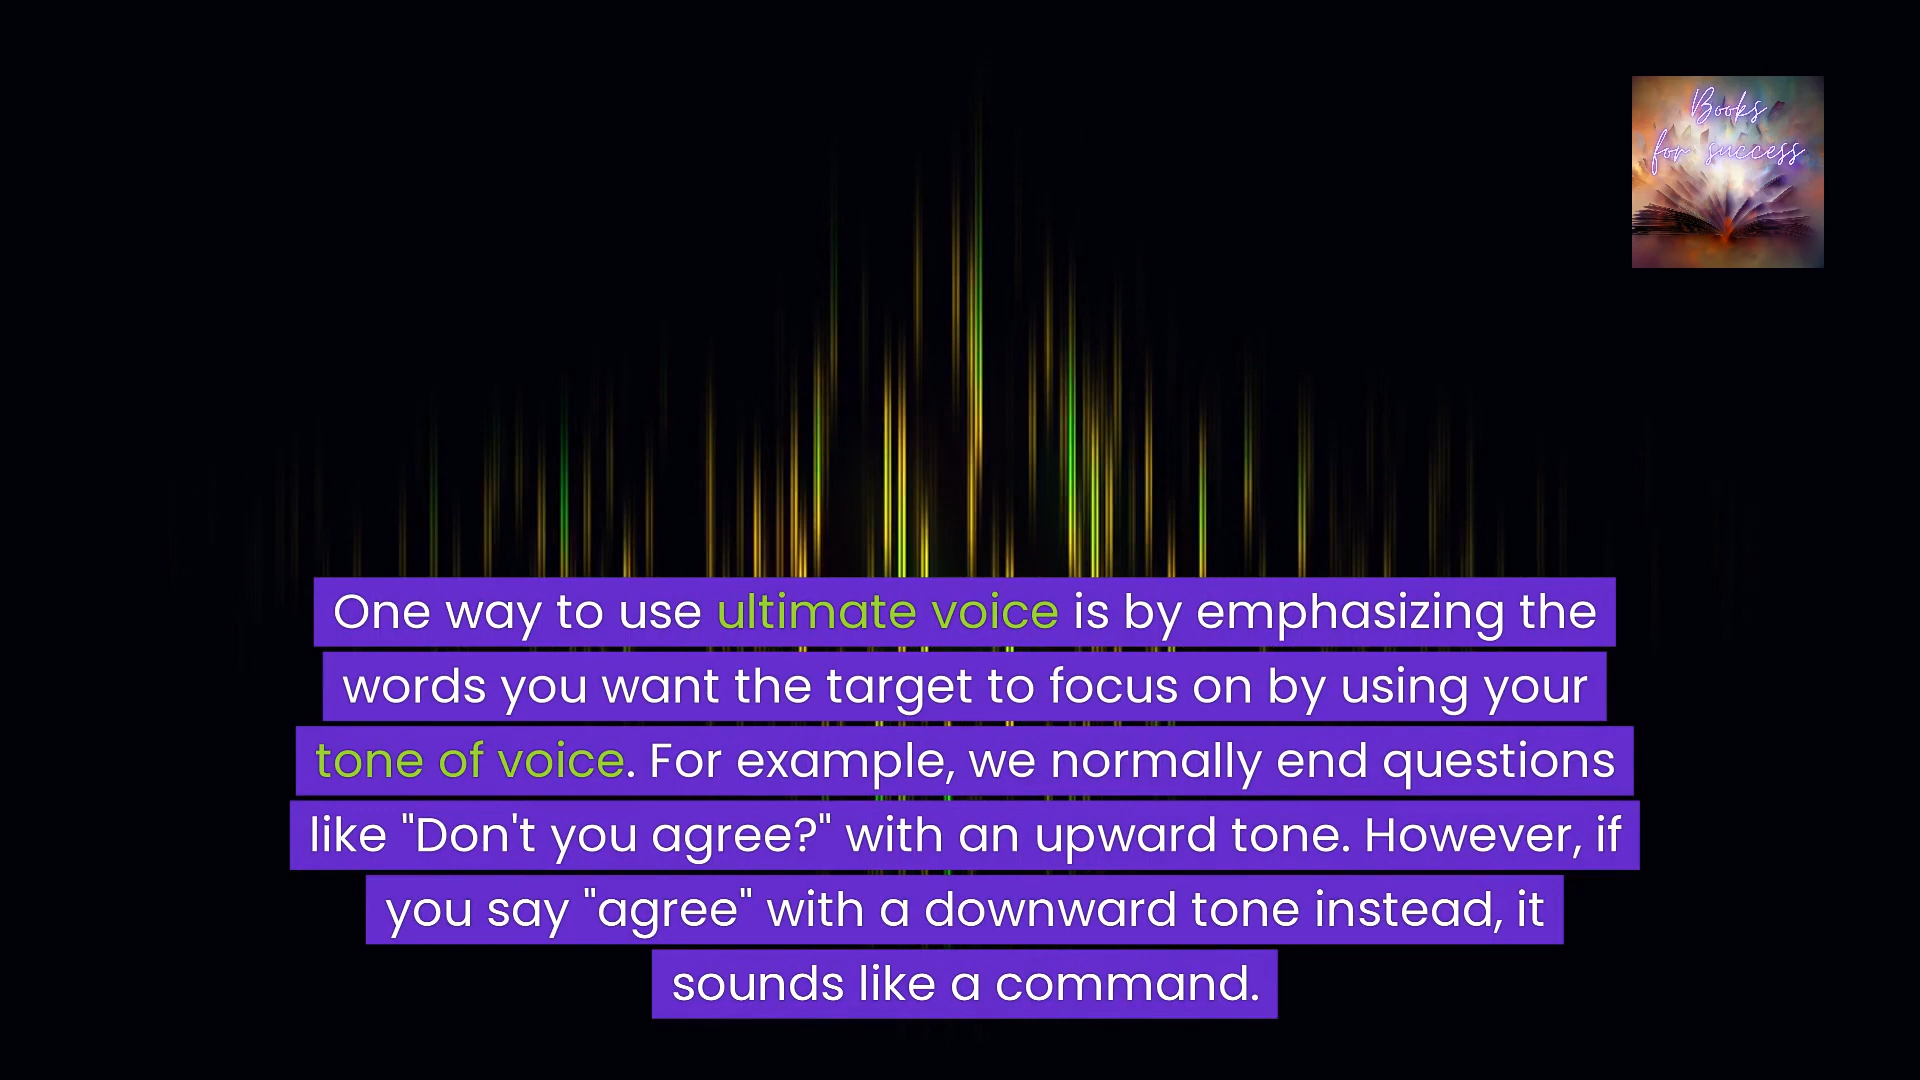 Books
for success
One way to use ultimate voice is by emphasizing the
words you want the target to focus on by using your
tone of voice. For example, we normally end questions
like "Don't you agree?" with an upward tone. However, if
you say "agree" with a downward tone instead, it
sounds like a command.